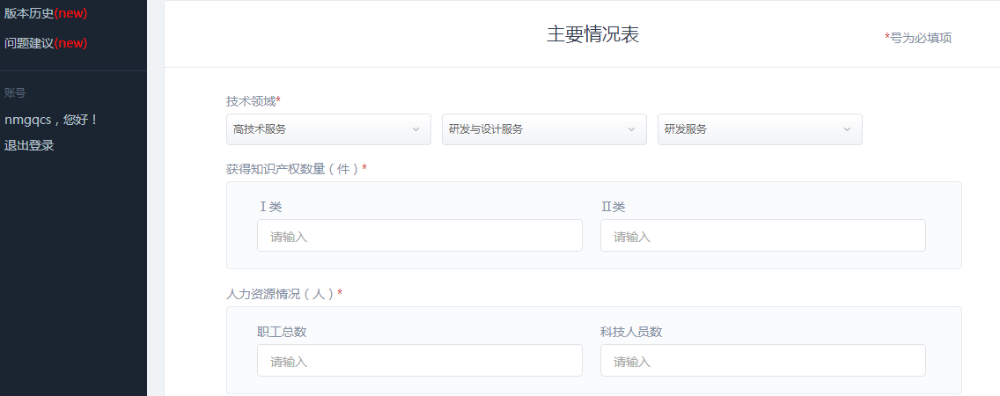 版本历史(new)
问题建议(new)
账号
nmgqcs，您好！
退出登录
主要情况表
*号为必填项
技术领域*
高技术服务 研发与设计服务 研发服务
获得知识产权数量（件）*
Ⅰ类 Ⅱ类
请输入 请输入
人力资源情况（人）*
职工总数 科技人员数
请输入 请输入